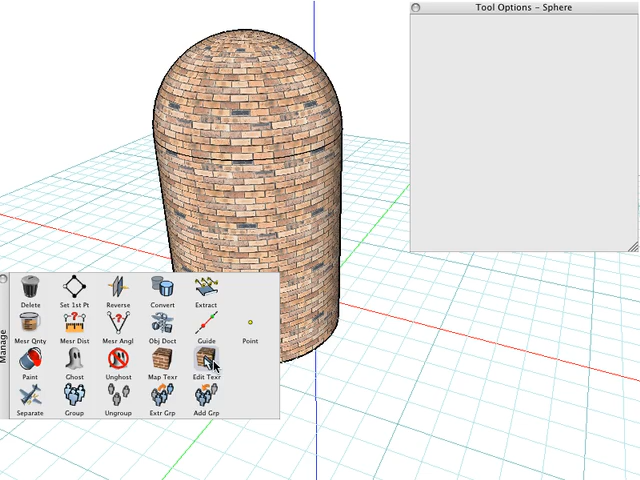 Tool Options – Sphere
Manage
Delete Set 1st Pt Reverse Convert Extract
Mesr Qnty Mesr Dist Mesr Angl Obj Doct Guide Point
Paint Ghost Unghost Map Texr Edit Texr
Separate Group Ungroup Extr Grp Add Grp